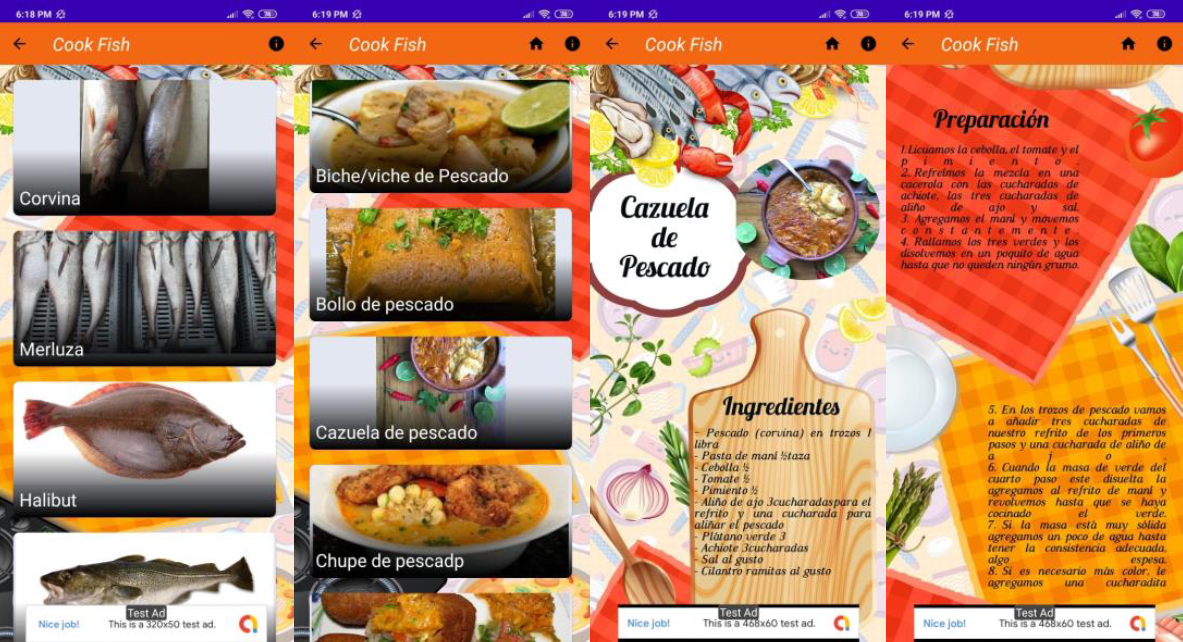 6:18 PM
Cook Fish
Corvina
Merluza
Halibut
Test Ad
Nice job!
This is a 320x50 test ad.
6:19 PM
Cook Fish
Biche/viche de Pescado
Bollo de pescado
Cazuela de pescado
Chupe de pescadp
6:19 PM
Cook Fish
Cazuela
de
Pescado
Ingredientes
- Pescado (corvina) en trozos 1
libra
- Pasta de maní ½taza
- Cebolla ½
- Tomate ½
- Pimiento ½
- Aliño de ajo 3cucharadaspara el
refrito y una cucharada para
aliñar el pescado
- Plátano verde 3
- Achiote 3cucharadas
- Sal al gusto
- Cilantro ramitas al gusto
Test Ad
Nice job!
This is a 468x60 test ad.
6:19 PM
Cook Fish
Preparación
1. Licuamos la cebolla, el tomate y el
pimiento.
2. Refreímos la mezcla en una
cacerola con las cucharadas de
achiote, las tres cucharadas de
aliño de ajo y sal.
3. Agregamos el maní y movemos
constantemente.
4. Rallamos los tres verdes y los
disolvemos en un poquito de agua
hasta que no queden ningún grumo.
5. En los trozos de pescado vamos
a añadir tres cucharadas de
nuestro refrito de los primeros
pasos y una cucharada de aliño de
ajo.
6. Cuando la masa de verde del
cuarto paso este disuelta la
agregamos al refrito de maní y
revolvemos hasta que se haya
cocinado el verde.
7. Si la masa está muy sólida
agregamos un poco de agua hasta
tener la consistencia adecuada,
algo espesa.
8. Si es necesario más color, le
agregamos una cucharadita
Test Ad
Nice job!
This is a 468x60 test ad.